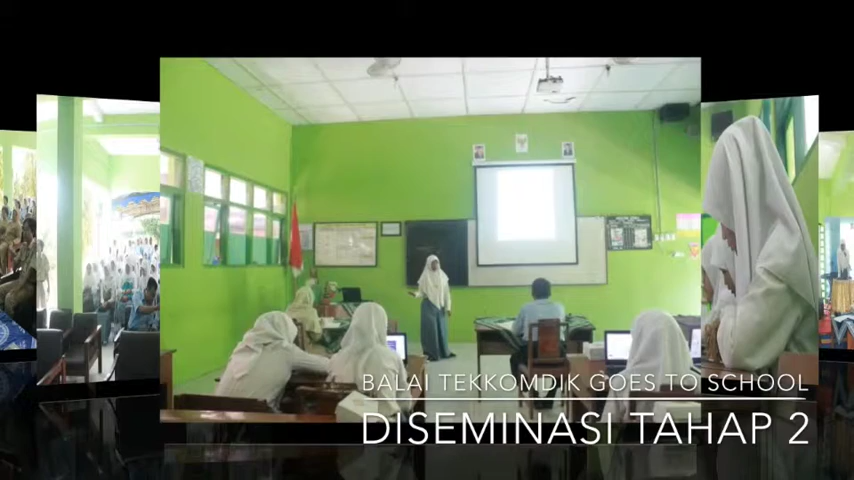 BALAI TEKKOMDIK GOES TO SCHOOL
DISEMINASI TAHAP 2